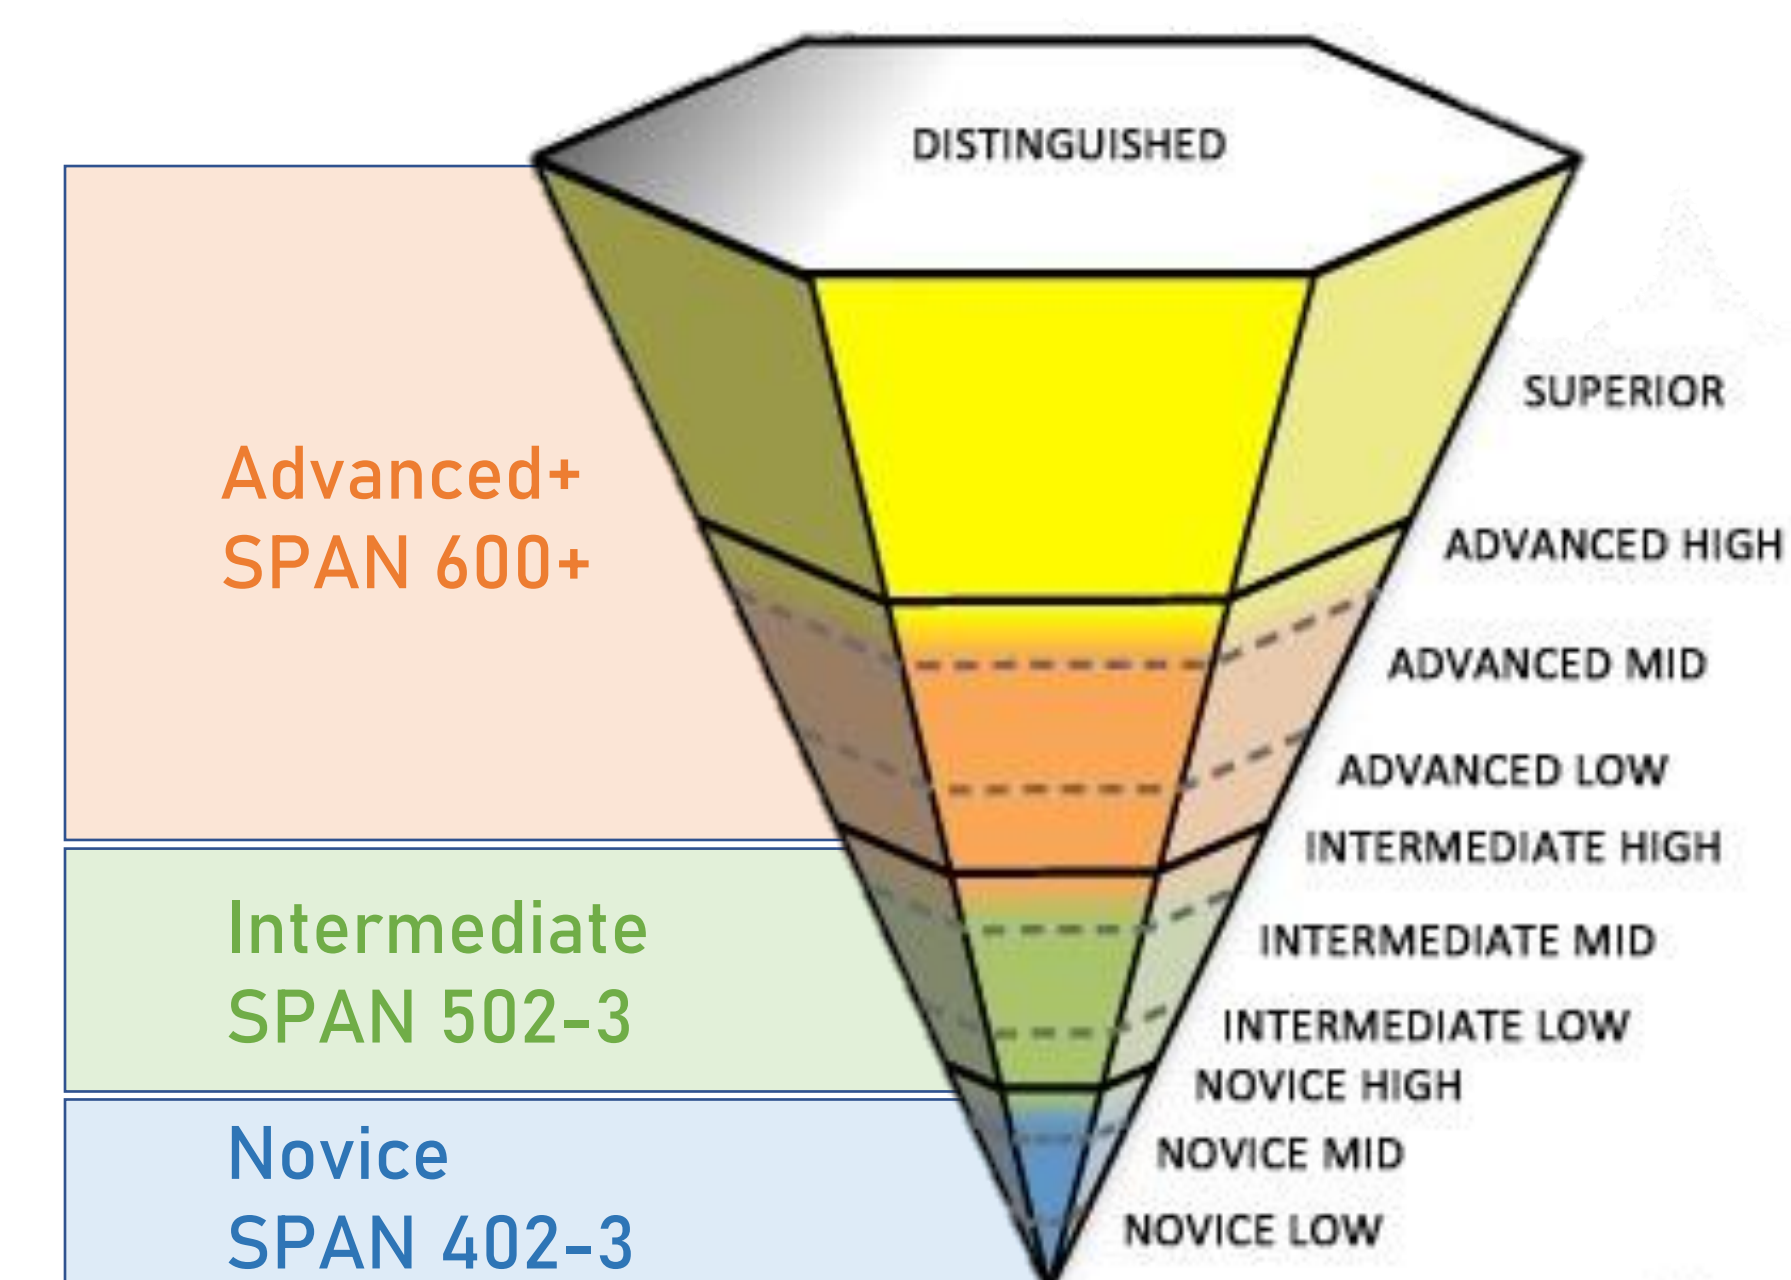 DISTINGUISHED
SUPERIOR
Advanced+
SPAN 600+
ADVANCED HIGH
ADVANCED MID
ADVANCED LOW
INTERMEDIATE HIGH
Intermediate
SPAN 502-3
INTERMEDIATE MID
INTERMEDIATE LOW
NOVICE HIGH
Novice
SPAN 402-3
NOVICE MID
NOVICE LOW